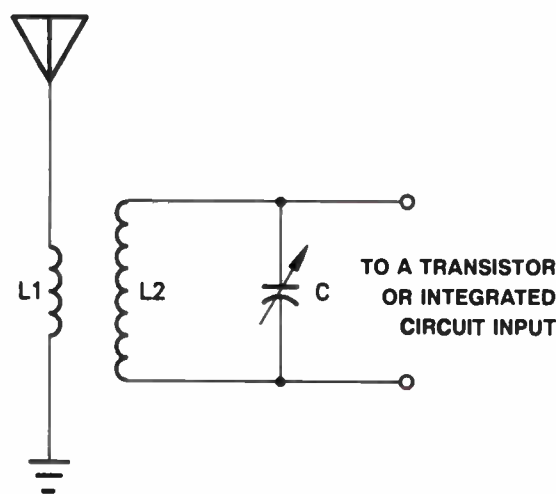 L1
L2
C
TO A TRANSISTOR
OR INTEGRATED
CIRCUIT INPUT